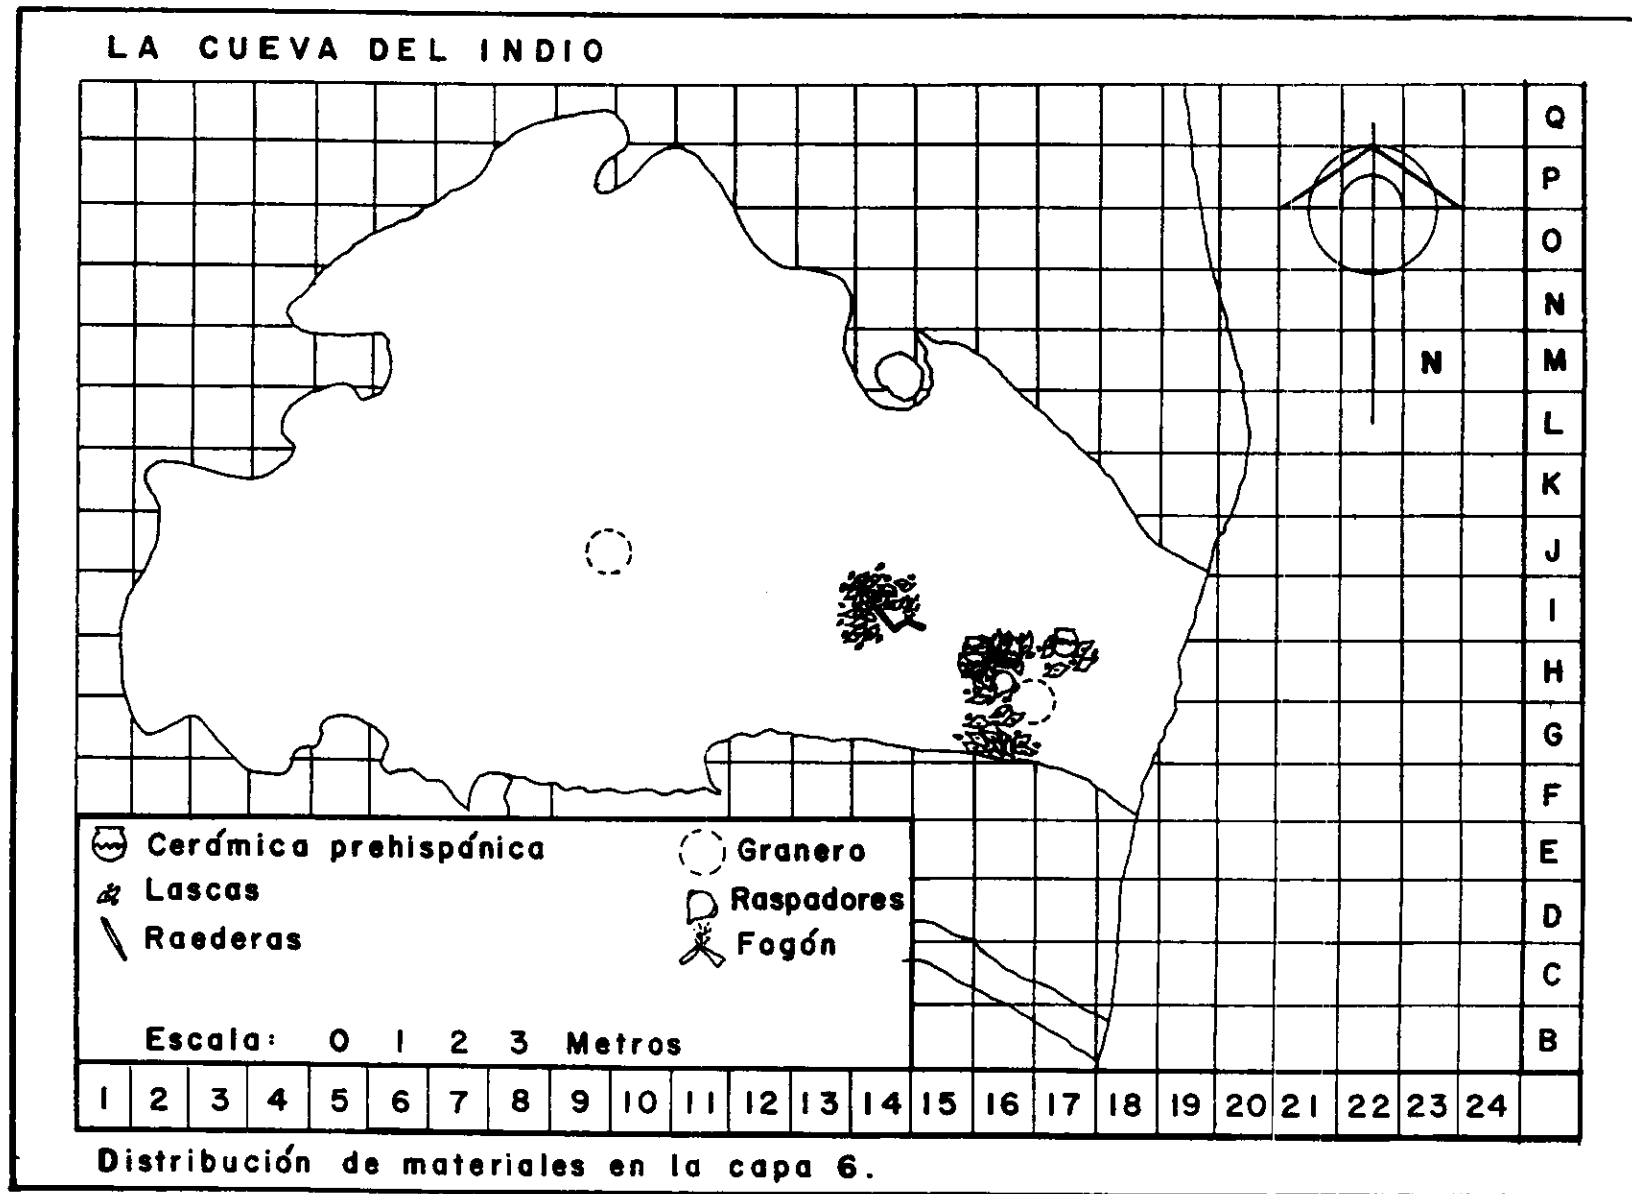 LA CUEVA DEL INDIO
Q
P
O
N
N
M
L
K
J
I
H
G
F
E
D
C
B
Cerámica prehispánica
Granero
Lascas
Raspadores
Raederas
Fogón
Escala: 0 1 2 3 Metros
1 2 3 4 5 6 7 8 9 10 11 12 13 14 15 16 17 18 19 20 21 22 23 24
Distribución de materiales en la capa 6.